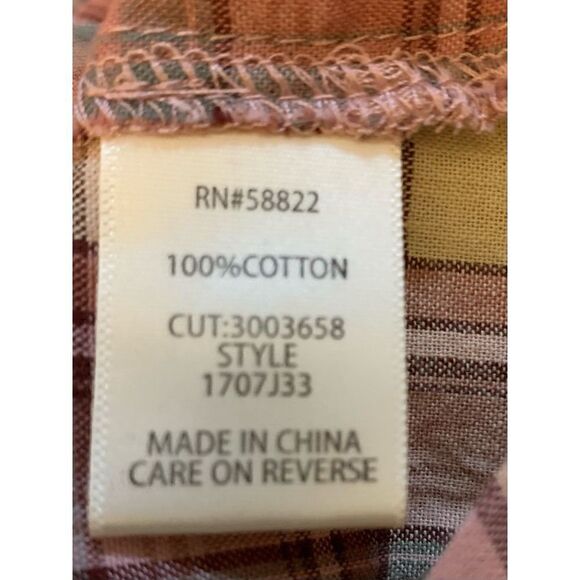 RN#58822
100%COTTON
CUT:3003658
STYLE
1707J33
MADE IN CHINA
CARE ON REVERSE